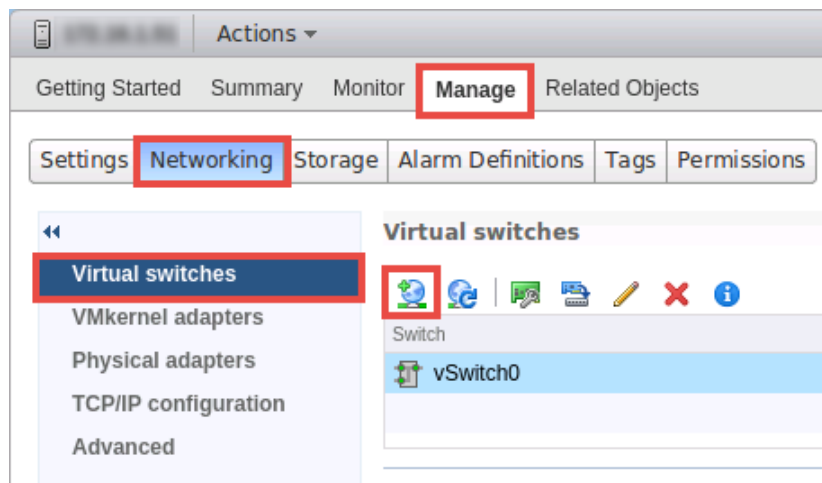 Actions
Getting Started Summary Monitor Manage Related Objects
Settings Networking Storage Alarm Definitions Tags Permissions
Virtual switches
Virtual switches
VMkernel adapters
Physical adapters
TCP/IP configuration
Advanced
Switch
vSwitch0